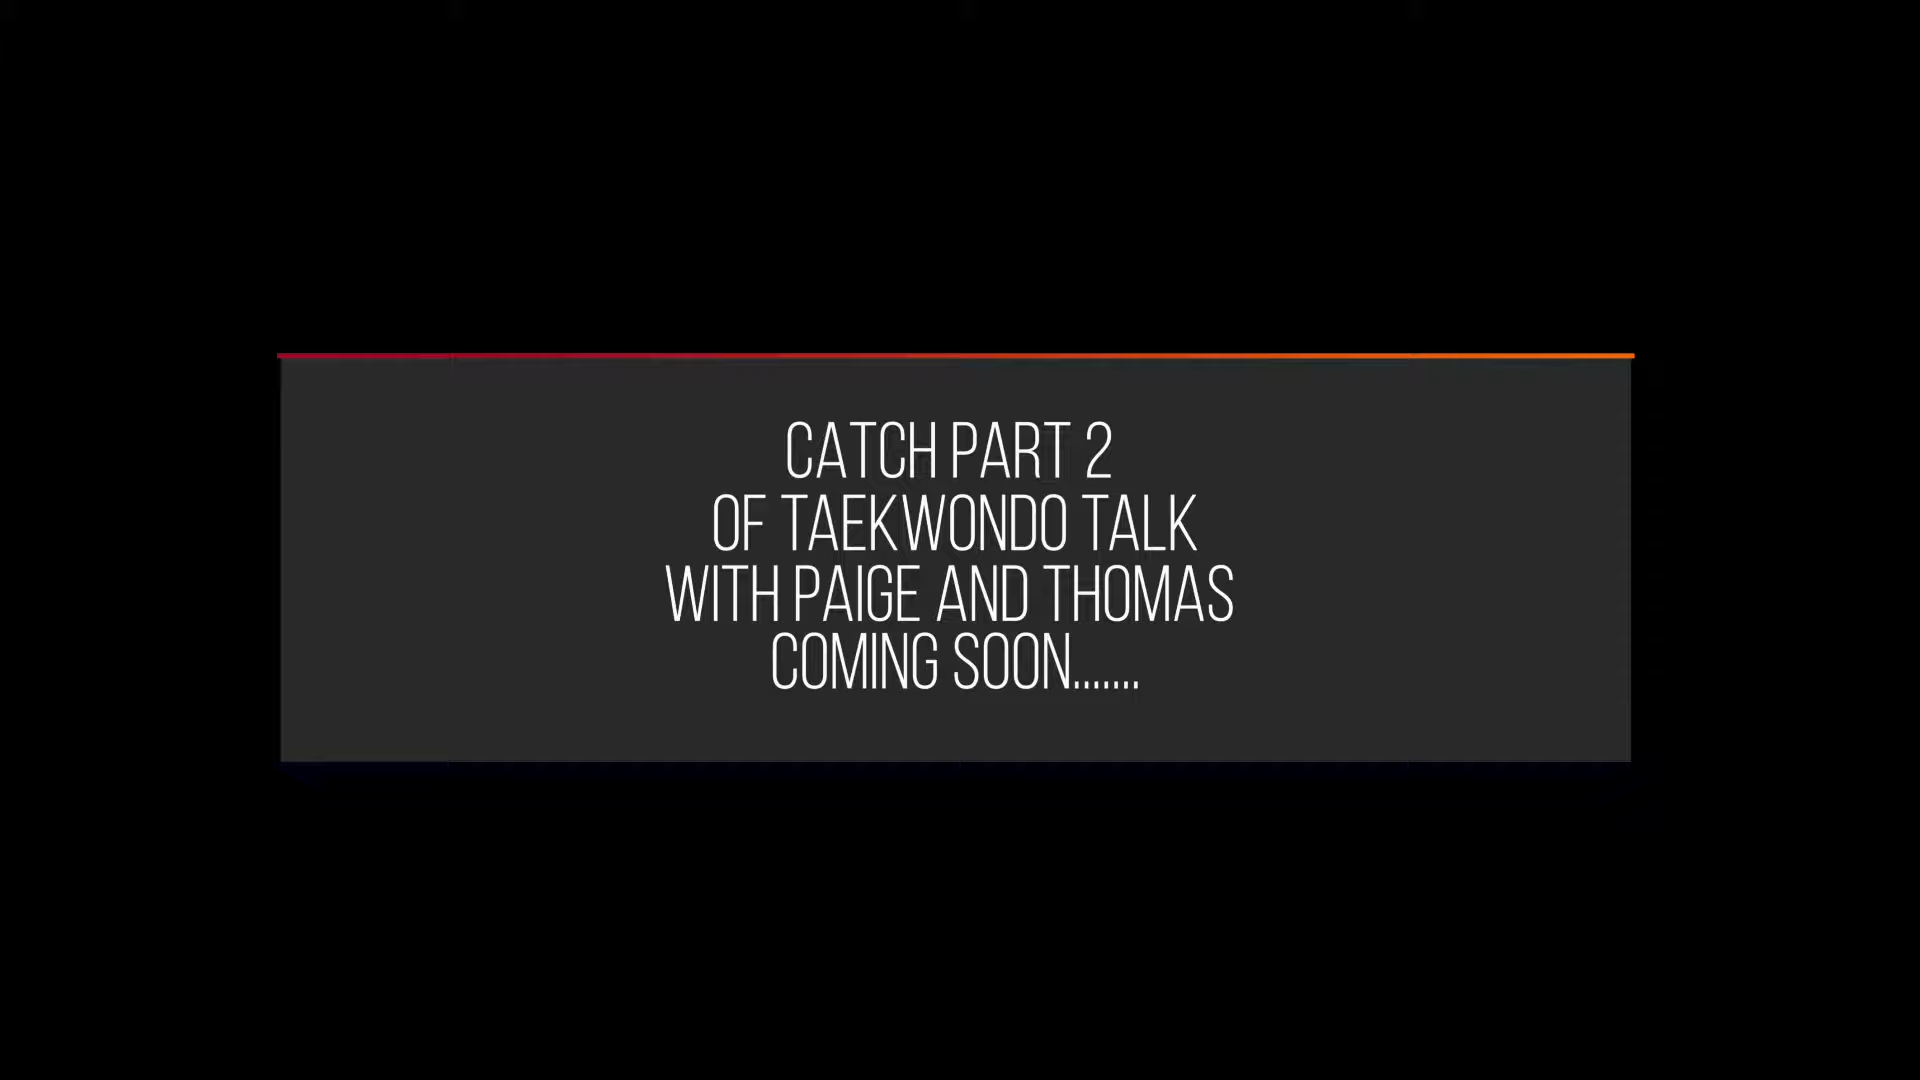 CATCH PART 2
OF TAEKWONDO TALK
WITH PAIGE AND THOMAS
COMING SOON.......